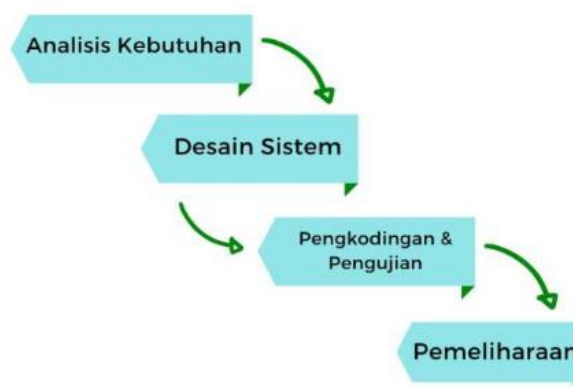 Analisis Kebutuhan
Desain Sistem
Pengkodingan &
Pengujian
Pemeliharaan